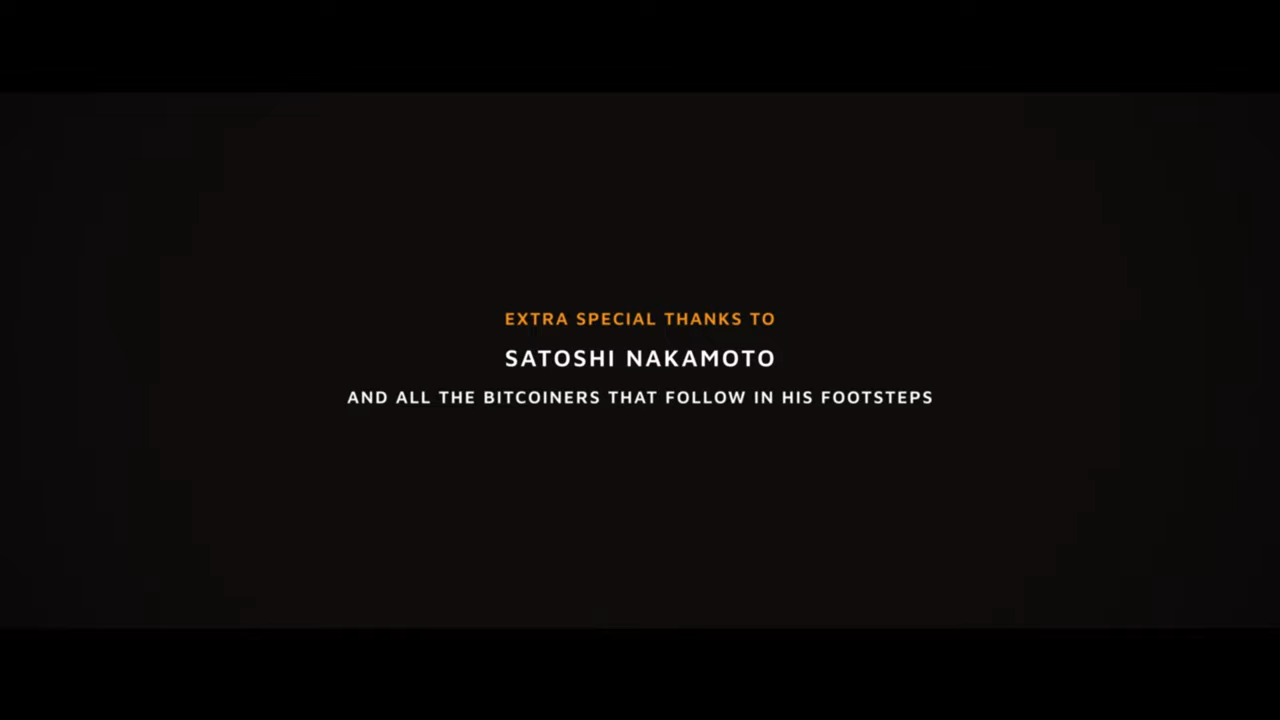 EXTRA SPECIAL THANKS TO
SATOSHI NAKAMOTO
AND ALL THE BITCOINERS THAT FOLLOW IN HIS FOOTSTEPS